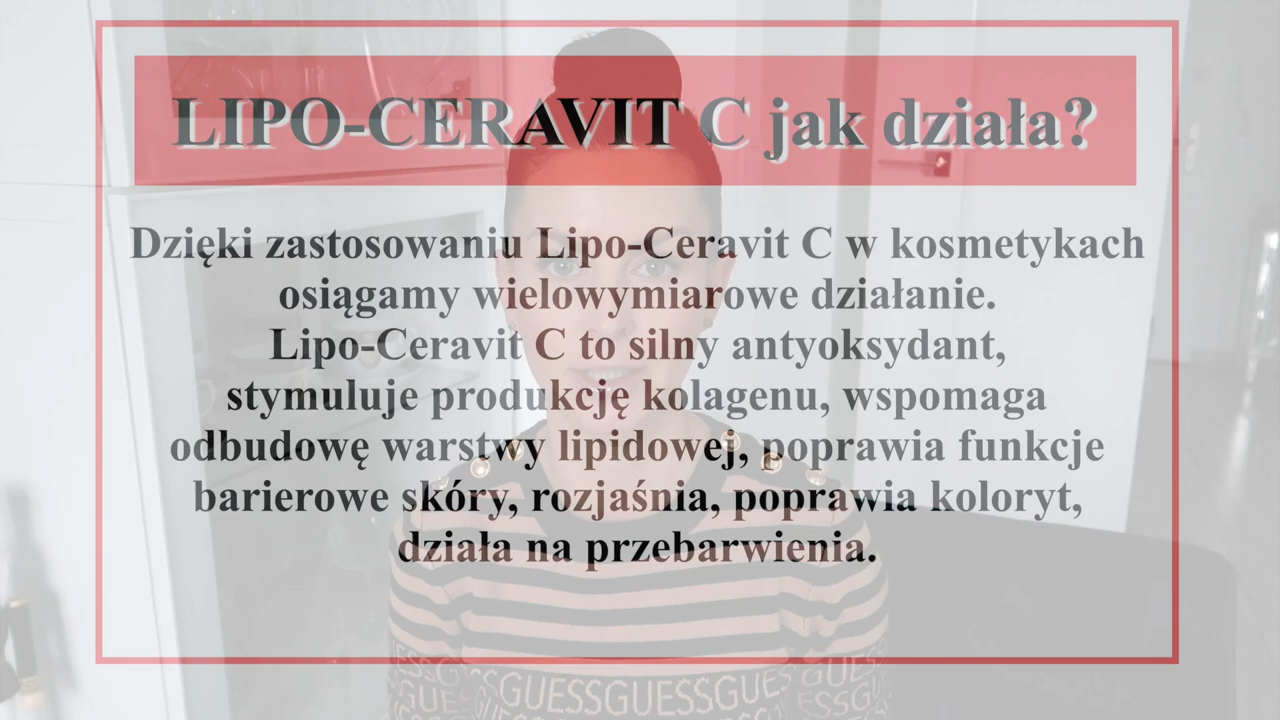 LIPO-CERAVIT C jak działa?
Dzięki zastosowaniu Lipo-Ceravit C w kosmetykach
osiągamy wielowymiarowe działanie.
Lipo-Ceravit C to silny antyoksydant,
stymuluje produkcję kolagenu, wspomaga
odbudowę warstwy lipidowej, poprawia funkcje
barierowe skóry, rozjaśnia, poprawia koloryt,
działa na przebarwienia.
GUESSGUESSGUES